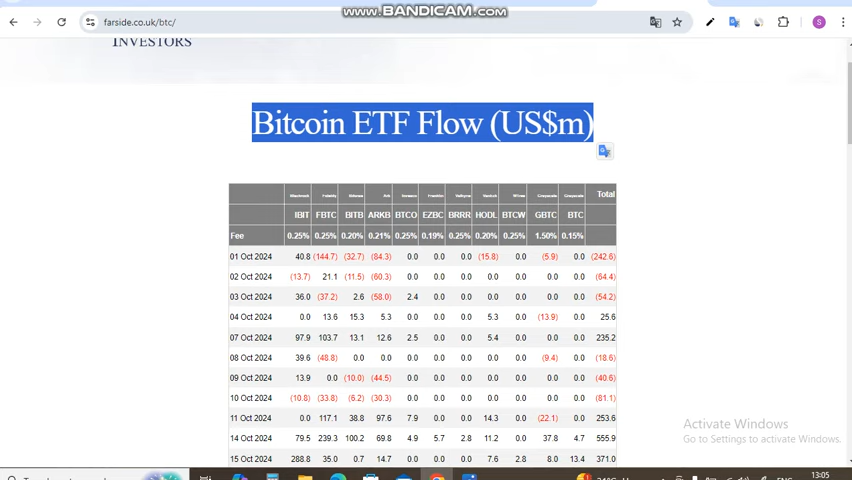 www.BANDICAM.com
farside.co.uk/btc/
S
INVESTORS
Bitcoin ETF Flow (US$m)
Total
IBIT FBTC BITB ARKB BTCO EZBC BRRR HODL BTCW GBTC BTC
Fee 0.25% 0.25% 0.20% 0.21% 0.25% 0.19% 0.25% 0.20% 0.25% 1.50% 0.15%
01 Oct 2024 40.8 (144.7) (32.7) (84.3) 0.0 0.0 0.0 (15.8) 0.0 (5.9) 0.0 (242.6)
02 Oct 2024 (13.7) 21.1 (11.5) (60.3) 0.0 0.0 0.0 0.0 0.0 0.0 0.0 (64.4)
03 Oct 2024 36.0 (37.2) 2.6 (58.0) 2.4 0.0 0.0 0.0 0.0 0.0 0.0 (54.2)
04 Oct 2024 0.0 13.6 15.3 5.3 0.0 0.0 0.0 5.3 0.0 (13.9) 0.0 25.6
07 Oct 2024 97.9 103.7 13.1 12.6 2.5 0.0 0.0 5.4 0.0 0.0 0.0 235.2
08 Oct 2024 39.6 (48.8) 0.0 0.0 0.0 0.0 0.0 0.0 0.0 (9.4) 0.0 (18.6)
09 Oct 2024 13.9 0.0 (10.0) (44.5) 0.0 0.0 0.0 0.0 0.0 0.0 0.0 (40.6)
10 Oct 2024 (10.8) (33.8) (6.2) (30.3) 0.0 0.0 0.0 0.0 0.0 0.0 0.0 (81.1)
11 Oct 2024 0.0 117.1 38.8 97.6 7.9 0.0 0.0 14.3 0.0 (22.1) 0.0 253.6
14 Oct 2024 79.5 239.3 100.2 69.8 4.9 5.7 2.8 11.2 0.0 37.8 4.7 555.9
15 Oct 2024 288.8 35.0 0.7 14.7 0.0 0.0 0.0 7.6 2.8 8.0 13.4 371.0
Activate Windows
Go to Settings to activate Windows.
ENG
13:05